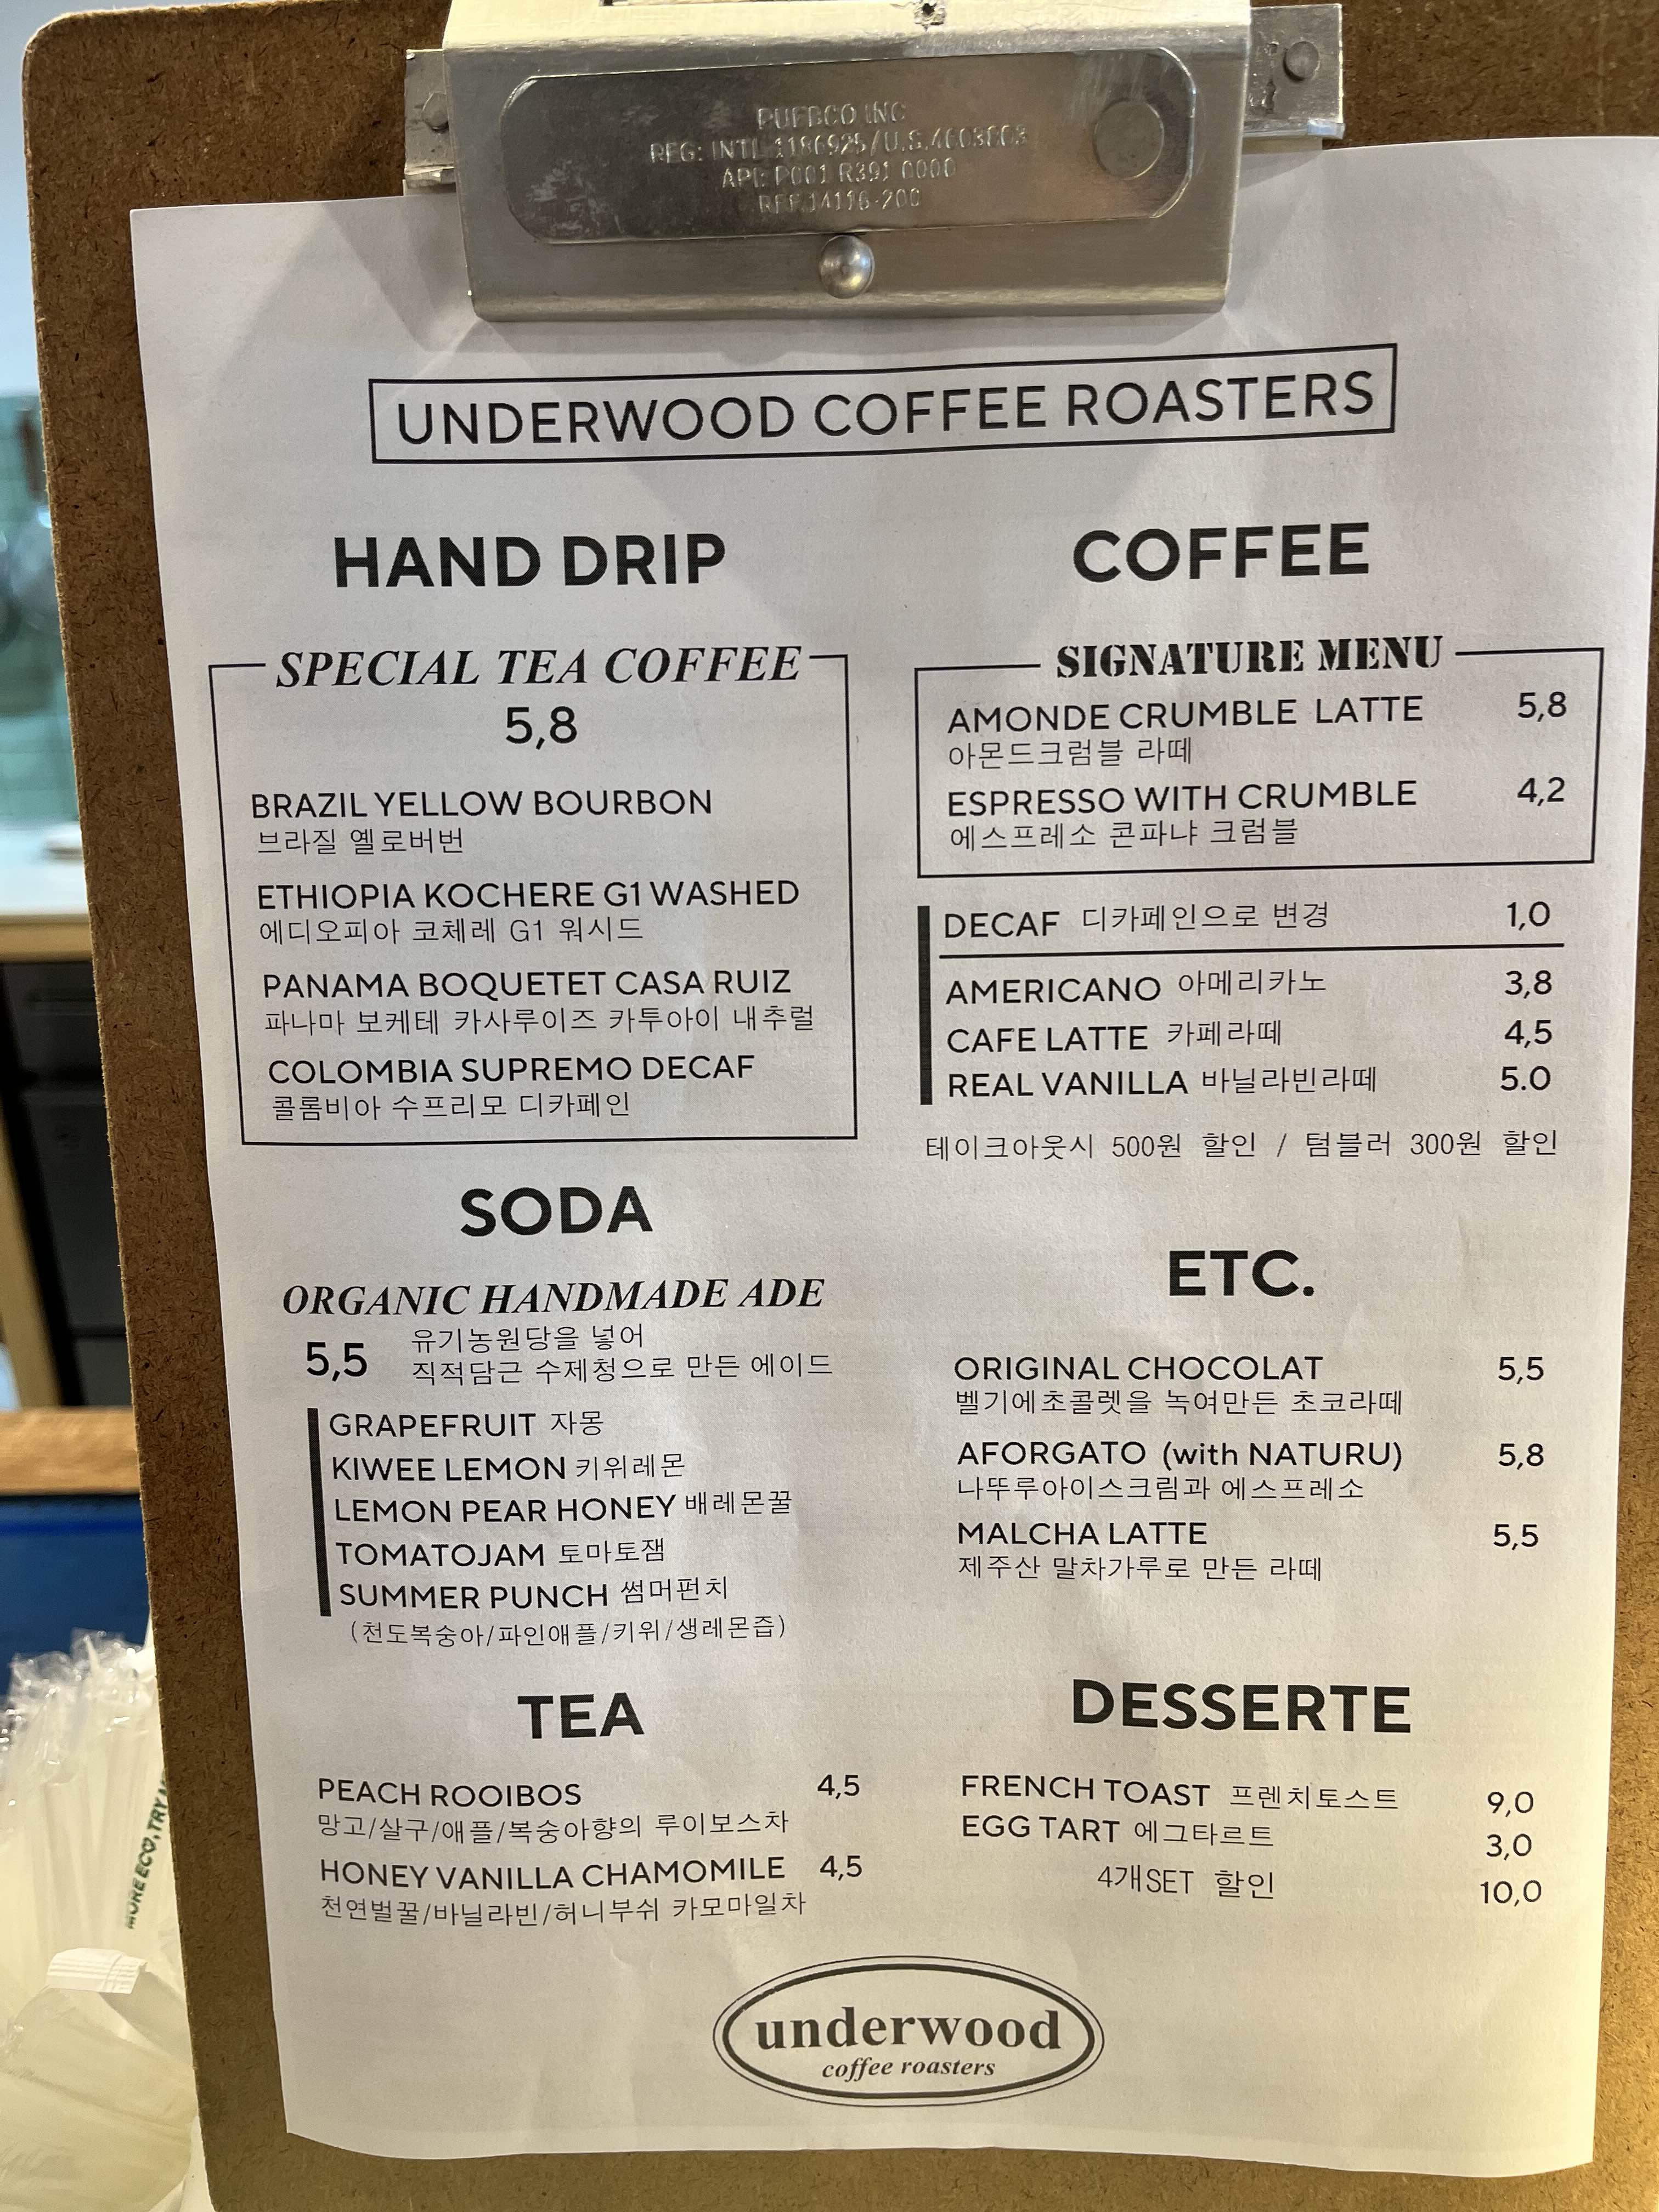 PUEBCO INC
REG: INTL 1186925/U.S.4603603
REF.14116-200
UNDERWOOD COFFEE ROASTERS
HAND DRIP
SPECIAL TEA COFFEE
5,8
BRAZIL YELLOW BOURBON
브라질 옐로버번
ETHIOPIA KOCHERE G1 WASHED
에디오피아 코체레 G1 워시드
PANAMA BOQUETET CASA RUIZ
파나마 보케테 카사루이즈 카투아이 내추럴
COLOMBIA SUPREMO DECAF
콜롬비아 수프리모 디카페인
COFFEE
SIGNATURE MENU
AMONDE CRUMBLE LATTE 5,8
아몬드크럼블 라떼
ESPRESSO WITH CRUMBLE 4,2
에스프레소 콘파냐 크럼블
DECAF 디카페인으로 변경 1,0
AMERICANO 아메리카노 3,8
CAFE LATTE 카페라떼 4,5
REAL VANILLA 바닐라빈라떼 5.0
테이크아웃시 500원 할인 / 텀블러 300원 할인
SODA
ORGANIC HANDMADE ADE
5,5 유기농원당을 넣어
직적담근 수제청으로 만든 에이드
GRAPEFRUIT 자몽
KIWEE LEMON 키위레몬
LEMON PEAR HONEY 배레몬꿀
TOMATOJAM 토마토잼
SUMMER PUNCH 썸머펀치
(천도복숭아/파인애플/키위/생레몬즙)
ETC.
ORIGINAL CHOCOLAT 5,5
벨기에초콜렛을 녹여만든 초코라떼
AFORGATO (with NATURU) 5,8
나뚜루아이스크림과 에스프레소
MALCHA LATTE 5,5
제주산 말차가루로 만든 라떼
TEA
PEACH ROOIBOS 4,5
망고/살구/애플/복숭아향의 루이보스차
HONEY VANILLA CHAMOMILE 4,5
천연벌꿀/바닐라빈/허니부쉬 카모마일차
DESSERTE
FRENCH TOAST 프렌치토스트 9,0
EGG TART 에그타르트 3,0
4개SET 할인 10,0
underwood
coffee roasters
MORE ECO, TRY